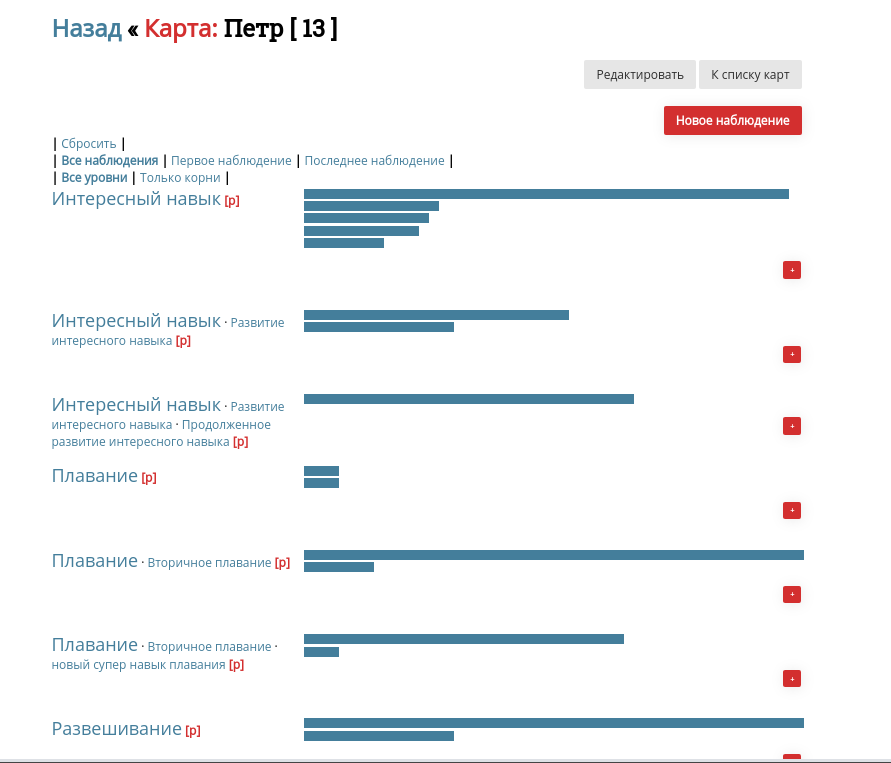 Назад « Карта: Петр [ 13 ]
Редактировать К списку карт
Новое наблюдение
| Сбросить |
| Все наблюдения | Первое наблюдение | Последнее наблюдение |
| Все уровни | Только корни |
Интересный навык [р]
+
Интересный навык · Развитие
интересного навыка [р]
+
Интересный навык · Развитие
интересного навыка · Продолженное
развитие интересного навыка [р]
+
Плавание [р]
+
Плавание · Вторичное плавание [р]
+
Плавание · Вторичное плавание ·
новый супер навык плавания [р]
+
Развешивание [р]